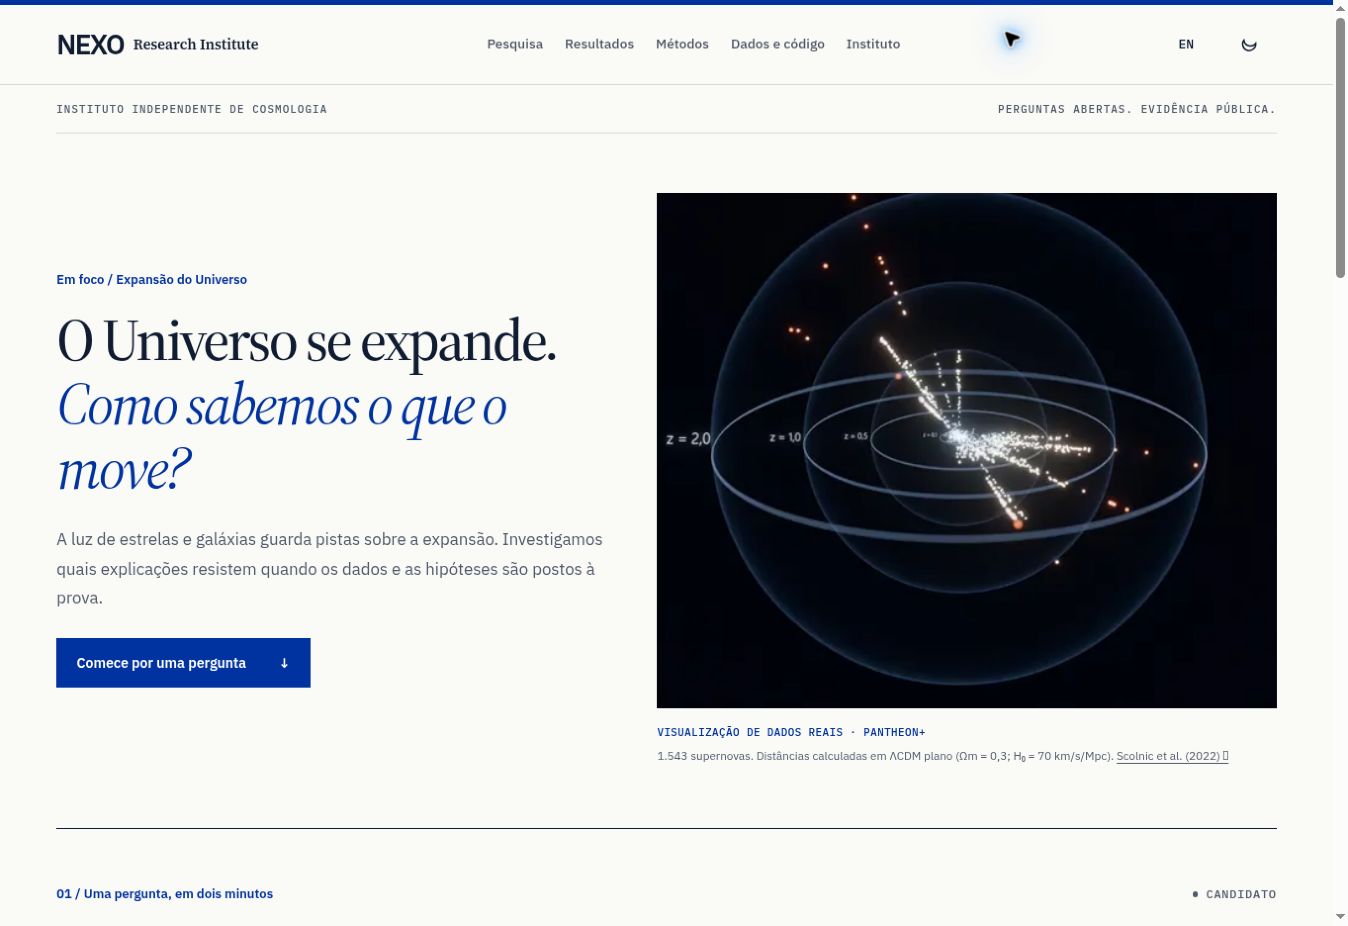 NEXO Research Institute
Pesquisa Resultados Métodos Dados e código Instituto
EN
INSTITUTO INDEPENDENTE DE COSMOLOGIA
PERGUNTAS ABERTAS. EVIDÊNCIA PÚBLICA.
Em foco / Expansão do Universo
O Universo se expande.
Como sabemos o que o
move?
A luz de estrelas e galáxias guarda pistas sobre a expansão. Investigamos
quais explicações resistem quando os dados e as hipóteses são postos à
prova.
Comece por uma pergunta ↓
z = 2,0
z = 1,0
z = 0,5
VISUALIZAÇÃO DE DADOS REAIS · PANTHEON+
1.543 supernovas. Distâncias calculadas em ΛCDM plano (Ωm = 0,3; H₀ = 70 km/s/Mpc). Scolnic et al. (2022)
01 / Uma pergunta, em dois minutos
CANDIDATO